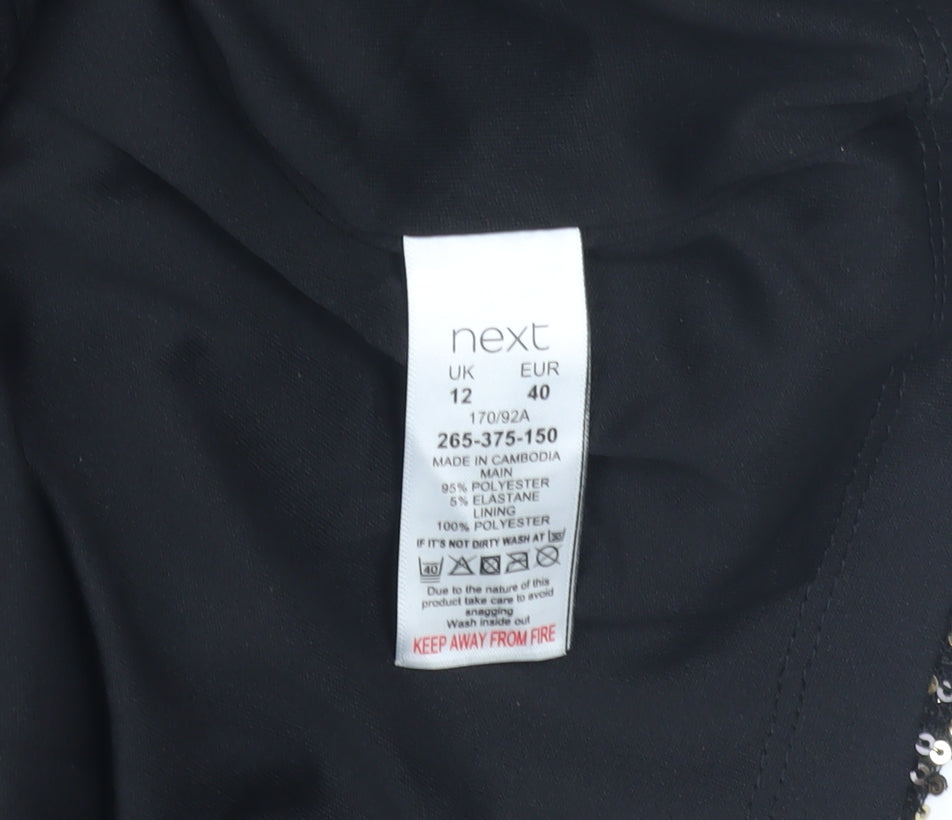 next
UK EUR
12 40
170/92A
265-375-150
MADE IN CAMBODIA
MAIN
95% POLYESTER
5% ELASTANE
LINING
100% POLYESTER
IF IT'S NOT DIRTY WASH AT 30
40
Due to the nature of this
product take care to avoid
snagging
Wash inside out
KEEP AWAY FROM FIRE